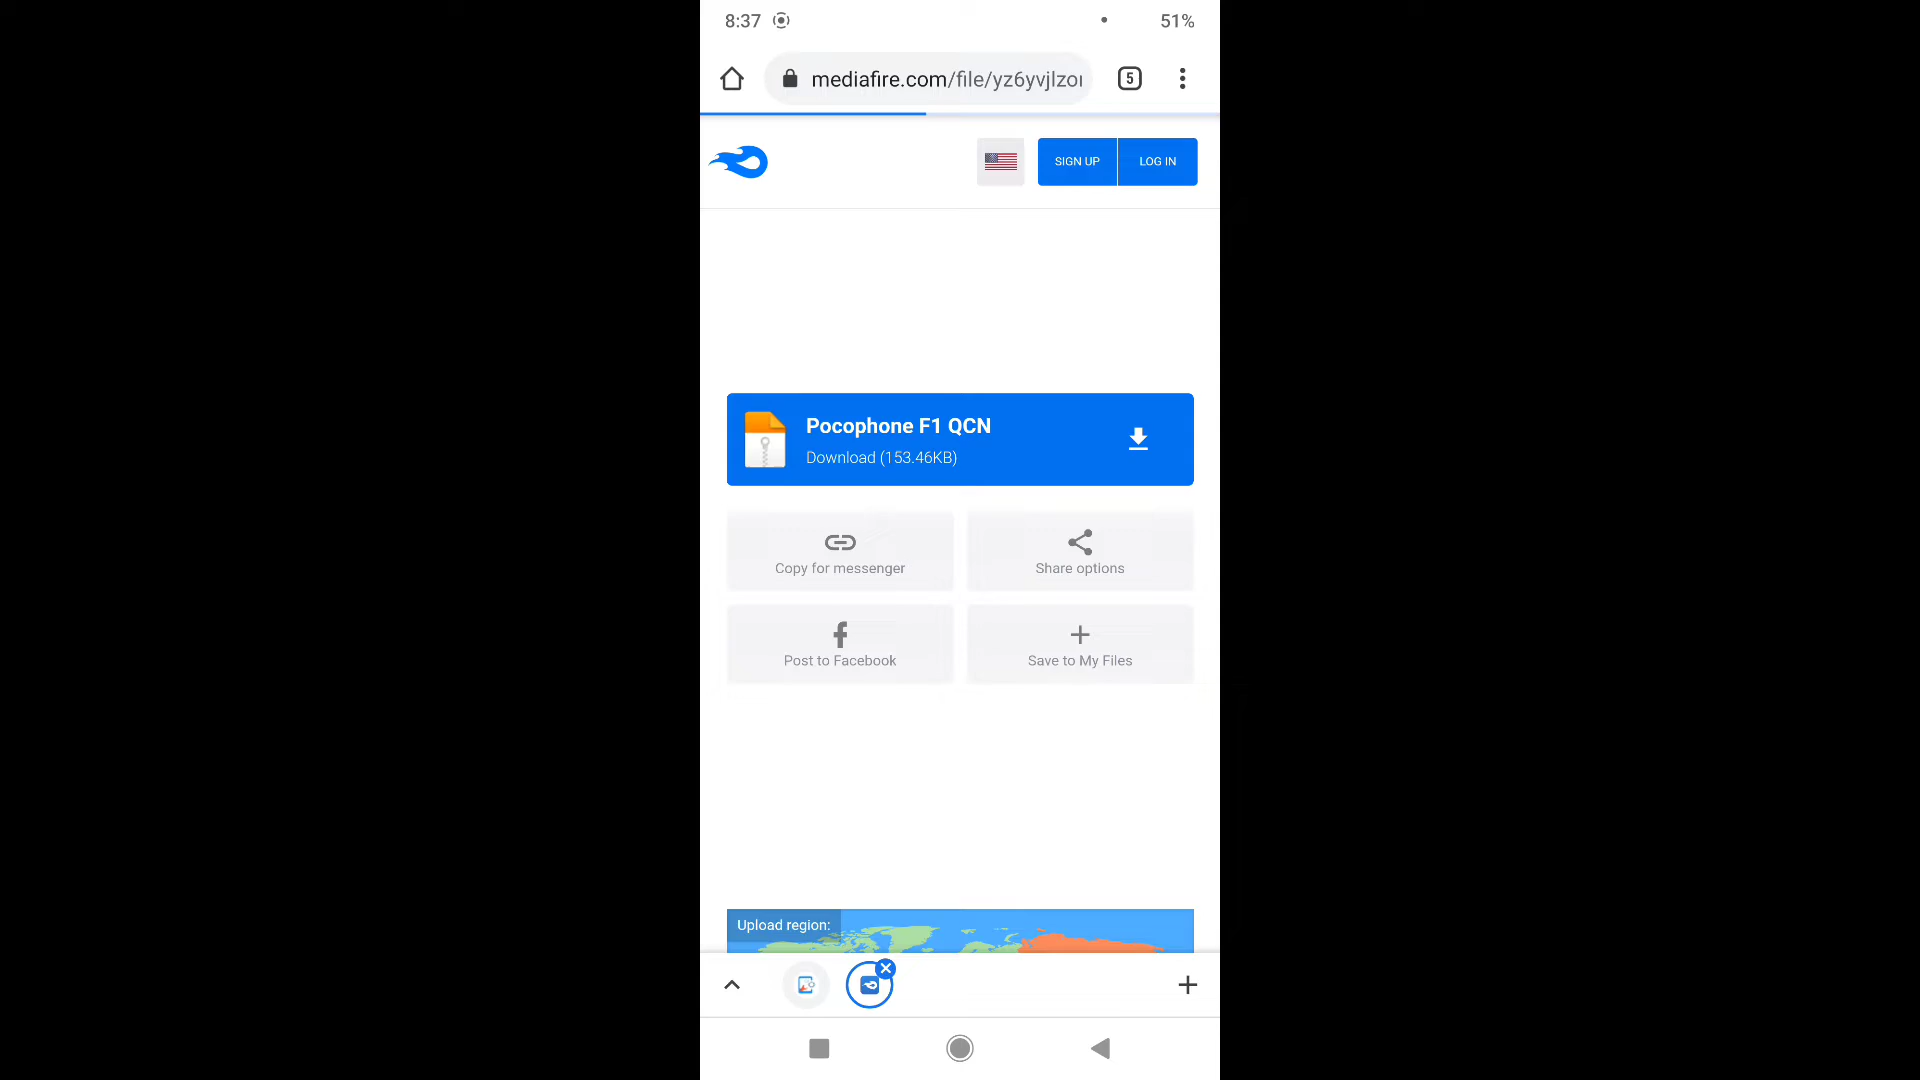 8:37
51%
mediafire.com/file/yz6yvjlzo
5
SIGN UP
LOG IN
Pocophone F1 QCN
Download (153.46KB)
Copy for messenger
Share options
Post to Facebook
Save to My Files
Upload region: